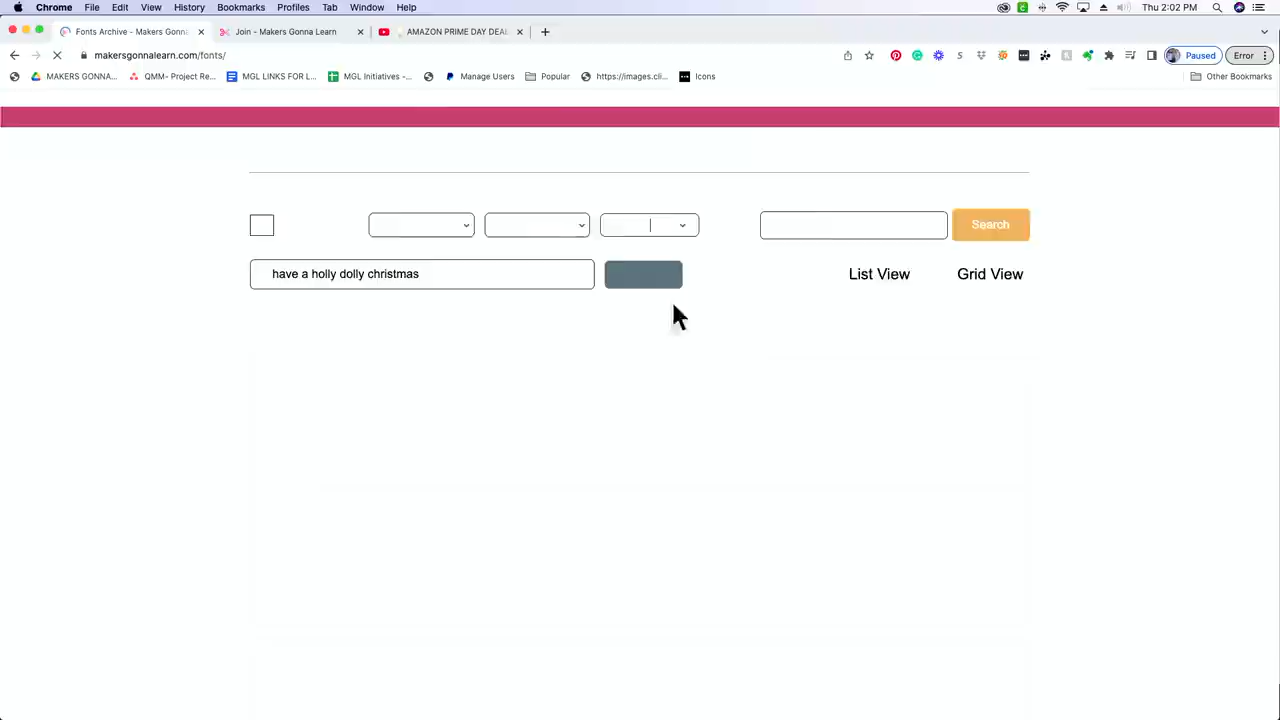 Chrome File Edit View History Bookmarks Profiles Tab Window Help Thu 2:02 PM
Fonts Archive - Makers Gonn Join - Makers Gonna Learn AMAZON PRIME DAY DEAL
makersgonnalearn.com/fonts/ Paused Error
MAKERS GONNA... QMM- Project Re... MGL LINKS FOR L... MGL Initiatives -... Manage Users Popular https://images.cli... Icons Other Bookmarks
Search
have a holly dolly christmas List View Grid View